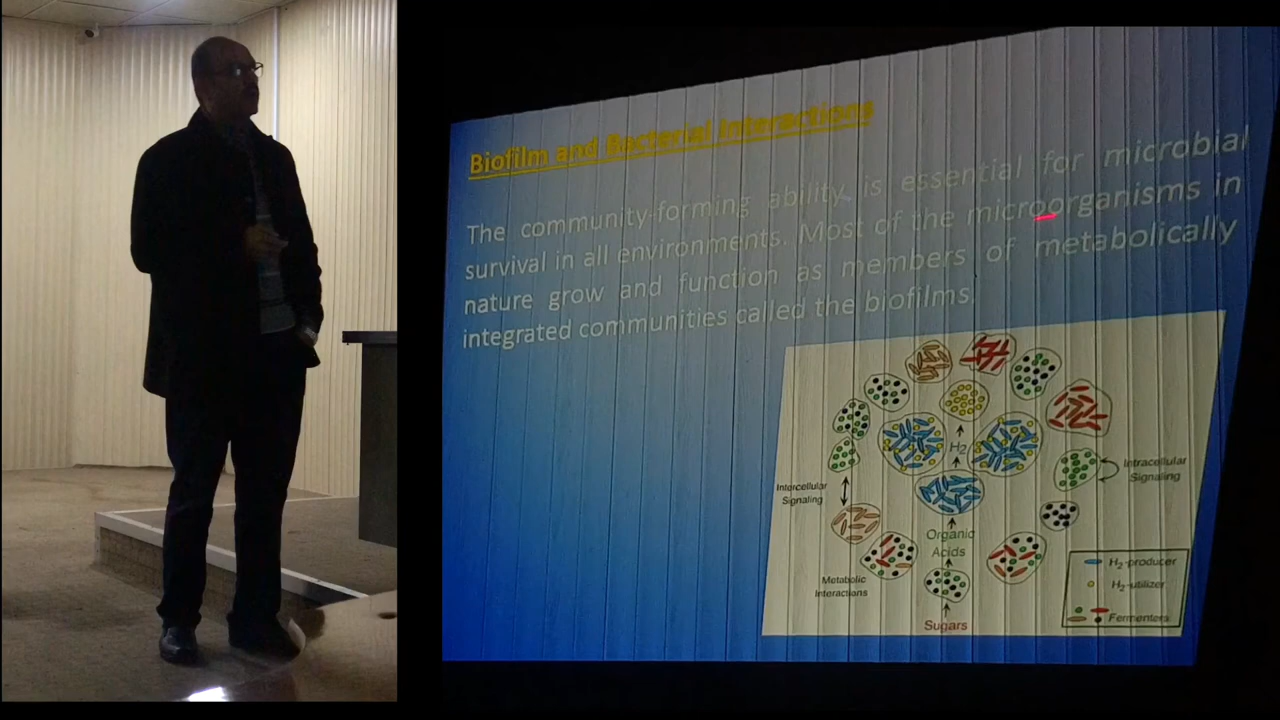 Biofilm and Bacterial Interactions
The community-forming ability, is essential for microbial
survival in all environments. Most of the microorganisms in
nature grow and function as members of metabolically
integrated communities called the biofilms.
H2
Intercellular
Signaling
Intracellular
Signaling
Organic
Acids
Metabolic
Interactions
Sugars
H2-producer
H2-utilizer
Fermenters